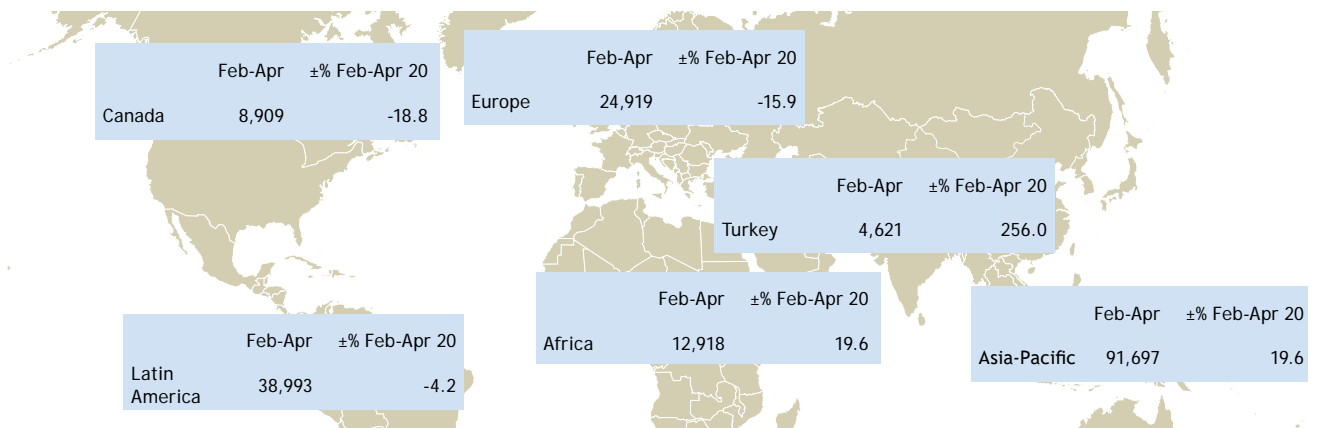 Feb-Apr ±% Feb-Apr 20
Canada 8,909 -18.8
Feb-Apr ±% Feb-Apr 20
Europe 24,919 -15.9
Feb-Apr ±% Feb-Apr 20
Turkey 4,621 256.0
Feb-Apr ±% Feb-Apr 20
Africa 12,918 19.6
Feb-Apr ±% Feb-Apr 20
Asia-Pacific 91,697 19.6
Feb-Apr ±% Feb-Apr 20
Latin
America 38,993 -4.2